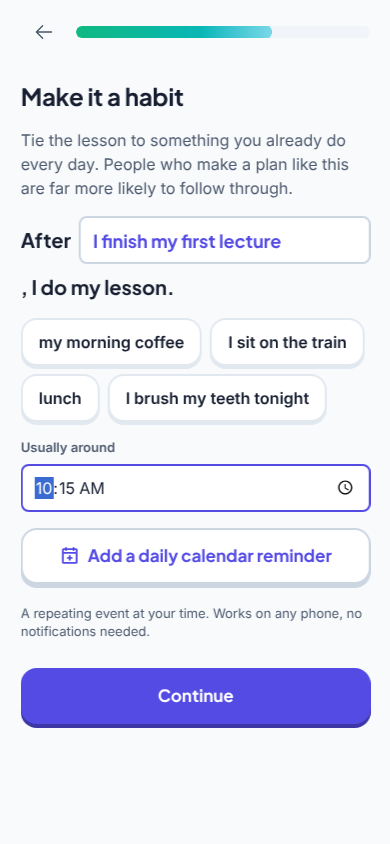 Make it a habit
Tie the lesson to something you already do
every day. People who make a plan like this
are far more likely to follow through.
After I finish my first lecture
, I do my lesson.
my morning coffee I sit on the train
lunch I brush my teeth tonight
Usually around
10:15 AM
Add a daily calendar reminder
A repeating event at your time. Works on any phone, no
notifications needed.
Continue